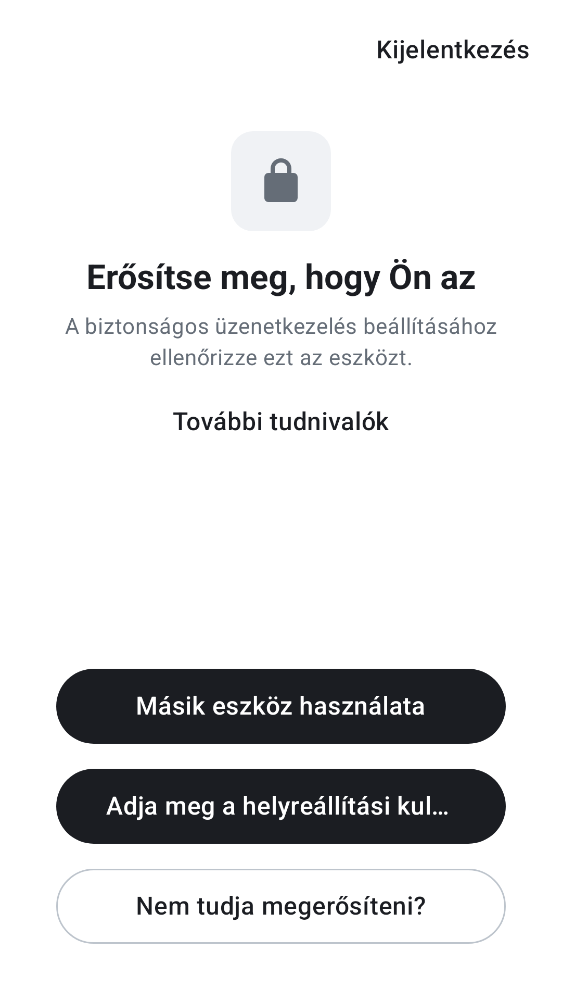 Kijelentkezés
Erősítse meg, hogy Ön az
A biztonságos üzenetkezelés beállításához
ellenőrizze ezt az eszközt.
További tudnivalók
Másik eszköz használata
Adja meg a helyreállítási kul…
Nem tudja megerősíteni?